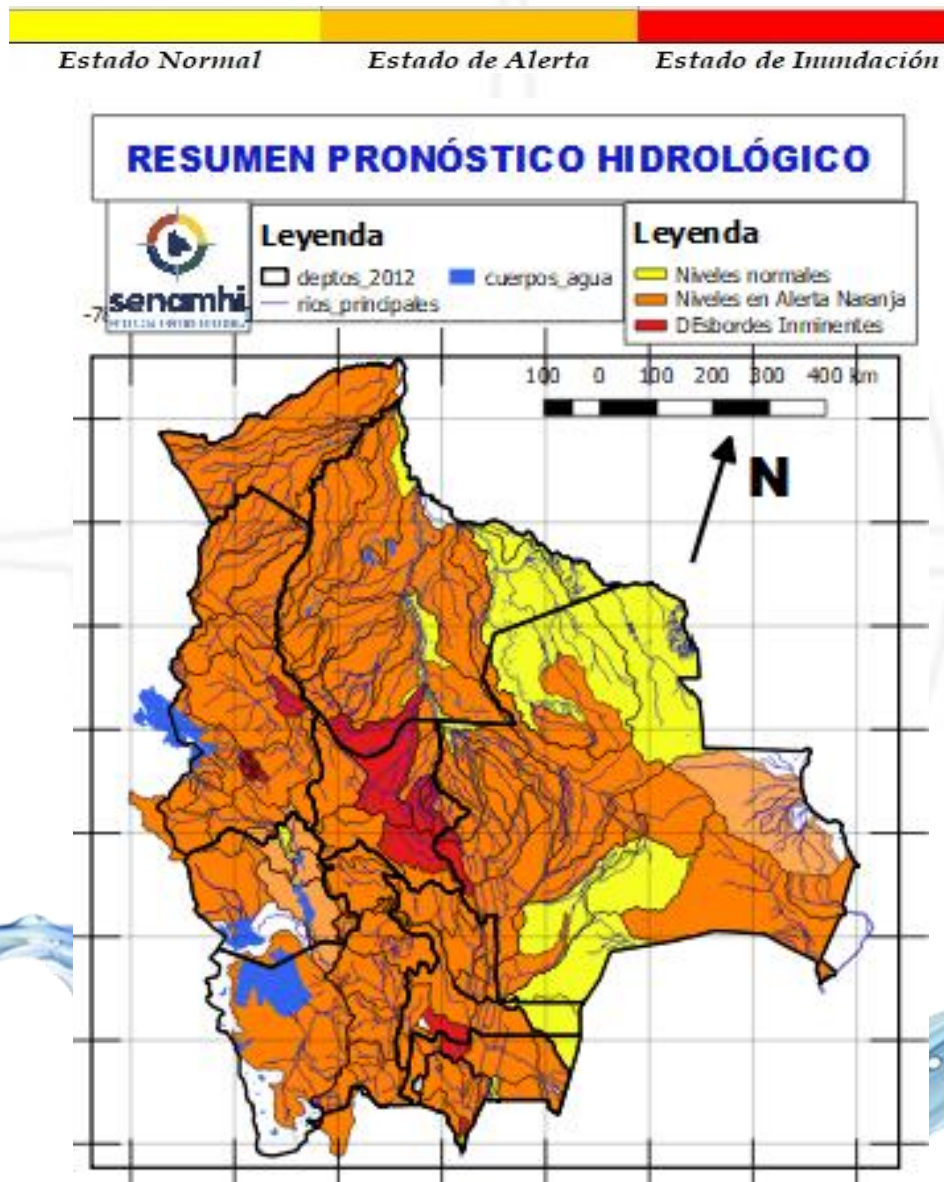 Estado Normal Estado de Alerta Estado de Inundación
RESUMEN PRONÓSTICO HIDROLÓGICO
senamhi
Leyenda
deptos_2012 cuerpos_agua
rios_principales
Leyenda
Niveles normales
Niveles en Alerta Naranja
DEsbordes Inminentes
100 0 100 200 300 400 km
N